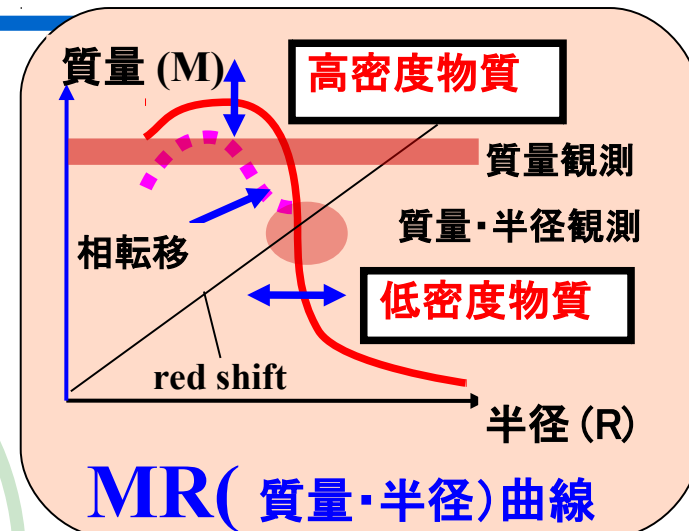 質量 (M)
高密度物質
質量観測
質量・半径観測
相転移
低密度物質
red shift
半径 (R)
MR( 質量・半径）曲線